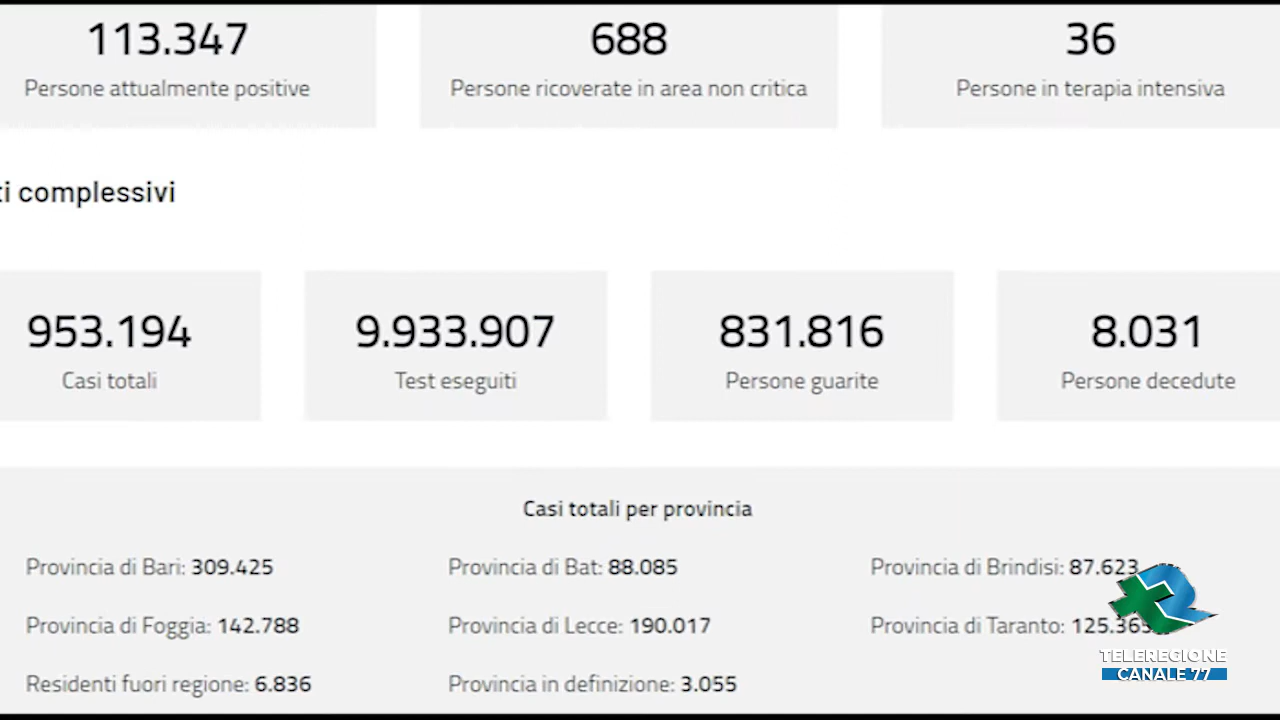 113.347
688
36
Persone attualmente positive
Persone ricoverate in area non critica
Persone in terapia intensiva
ti complessivi
953.194
9.933.907
831.816
8.031
Casi totali
Test eseguiti
Persone guarite
Persone decedute
Casi totali per provincia
Provincia di Bari: 309.425
Provincia di Bat: 88.085
Provincia di Brindisi: 87.623
Provincia di Foggia: 142.788
Provincia di Lecce: 190.017
Provincia di Taranto: 125.365
Residenti fuori regione: 6.836
Provincia in definizione: 3.055
TELEREGIONE
CANALE 77